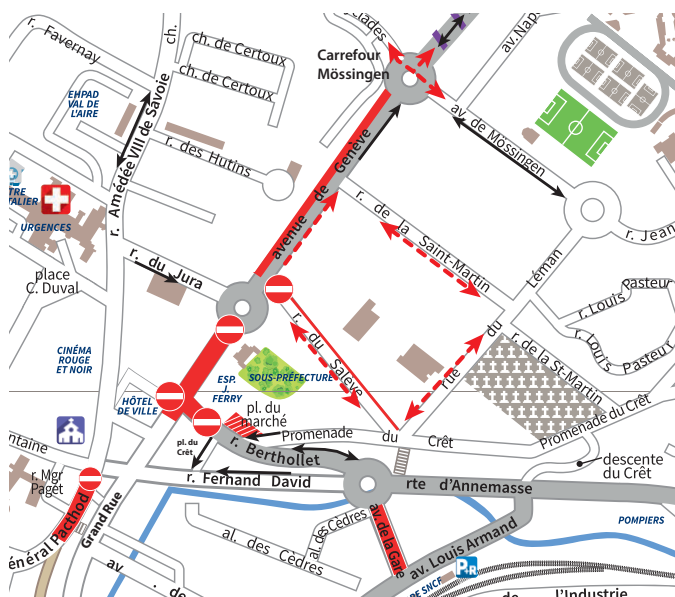 r. Favernay
ch.
ch. de Certoux
ch. de Certoux
Carrefour
Mössingen
EHPAD
VAL DE
L'AIRE
r. Amédée VIII de Savoie
r. des Hutins
avenue de Genève
av. de Mössingen
URGENCES
r. de la Saint-Martin
r. Jean
Léman
place
C. Duval
r. du Jura
r. Louis Pasteur
r. Louis Pasteur
r. du Salève
rue du
r. de la St-Martin
CINÉMA
ROUGE
ET NOIR
ESP.
J.
FERRY
SOUS-PRÉFECTURE
HÔTEL
DE VILLE
pl. du
marché
Promenade du Crêt
Promenade du Crêt
pl. du
Crêt
r. Berthollet
r. Mgr
Paget
r. Fernand David
rte d'Annemasse
descente
du Crêt
Grand Rue
al. des Cèdres
al. des Cèdres
av. de la Gare
av. Louis Armand
POMPIERS
P+R
SNCF
av.
de l'Industrie